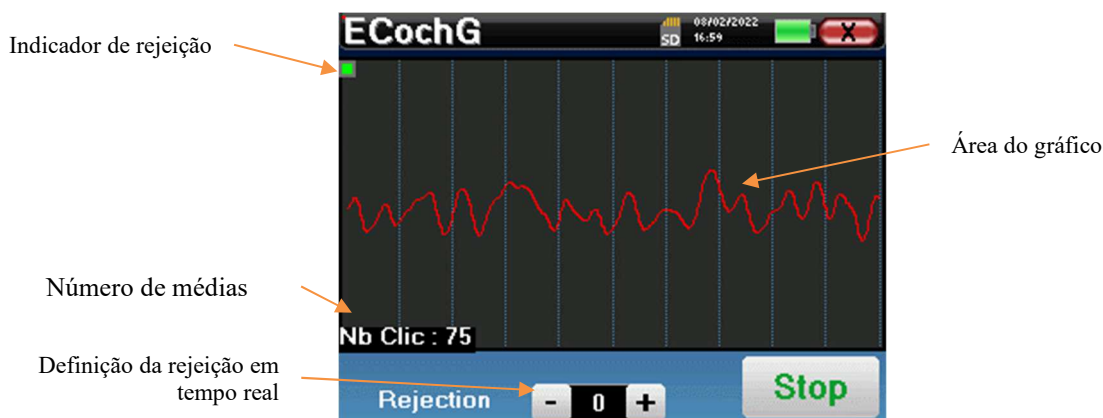 ECochG
SD
08/02/2022
16:59
X
Indicador de rejeição
Área do gráfico
Número de médias
Nb Clic : 75
Definição da rejeição em
tempo real
Rejection
- 0 +
Stop